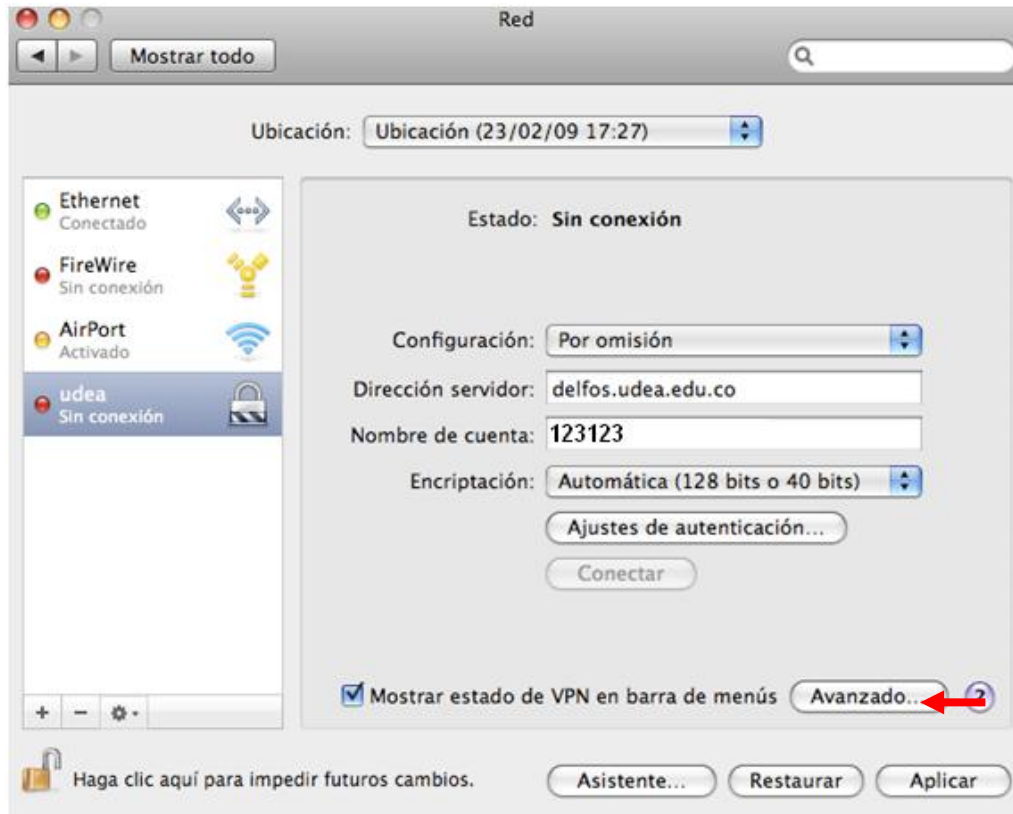 Red
Mostrar todo
Ubicación: Ubicación (23/02/09 17:27)
Ethernet
Conectado
FireWire
Sin conexión
AirPort
Activado
udea
Sin conexión
Estado: Sin conexión
Configuración: Por omisión
Dirección servidor: delfos.udea.edu.co
Nombre de cuenta: 123123
Encriptación: Automática (128 bits o 40 bits)
Ajustes de autenticación...
Conectar
Mostrar estado de VPN en barra de menús Avanzado... ?
Haga clic aquí para impedir futuros cambios. Asistente... Restaurar Aplicar